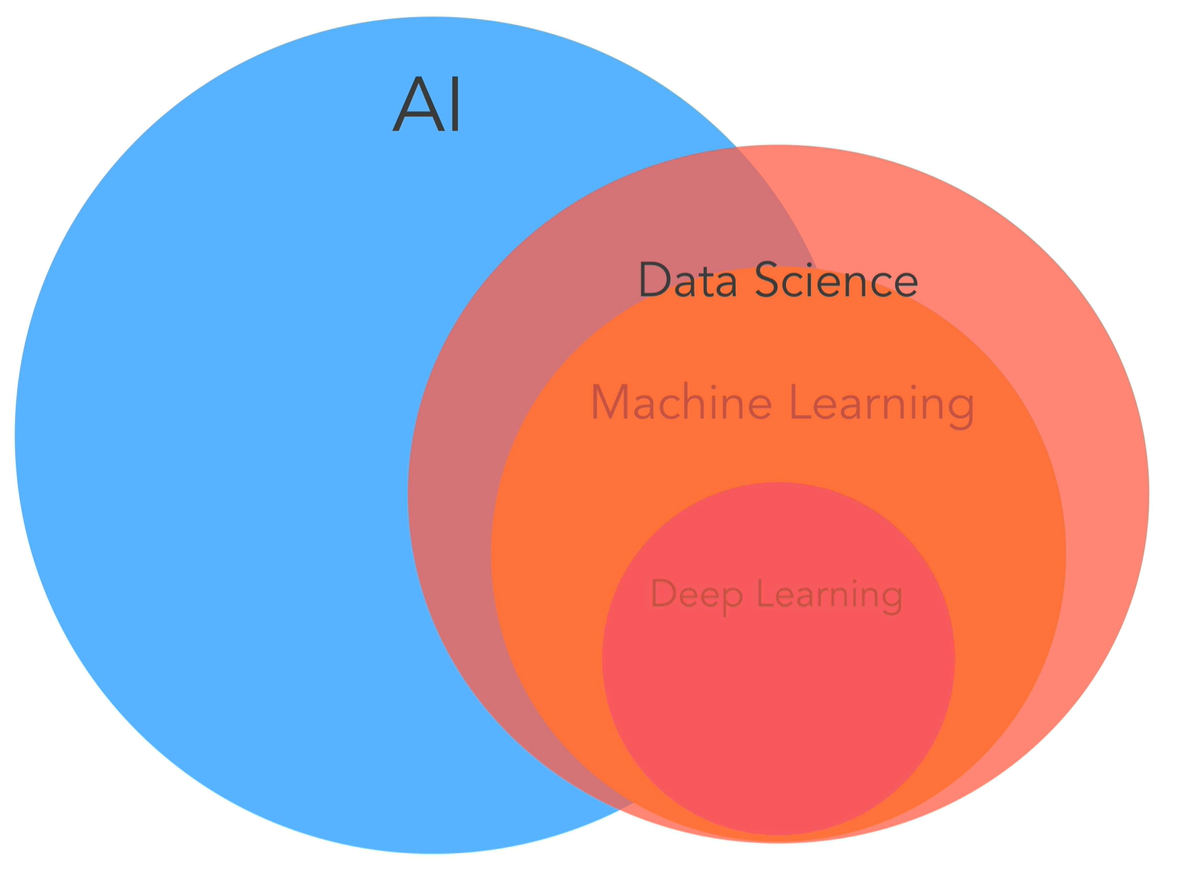 AI
Data Science
Machine Learning
Deep Learning